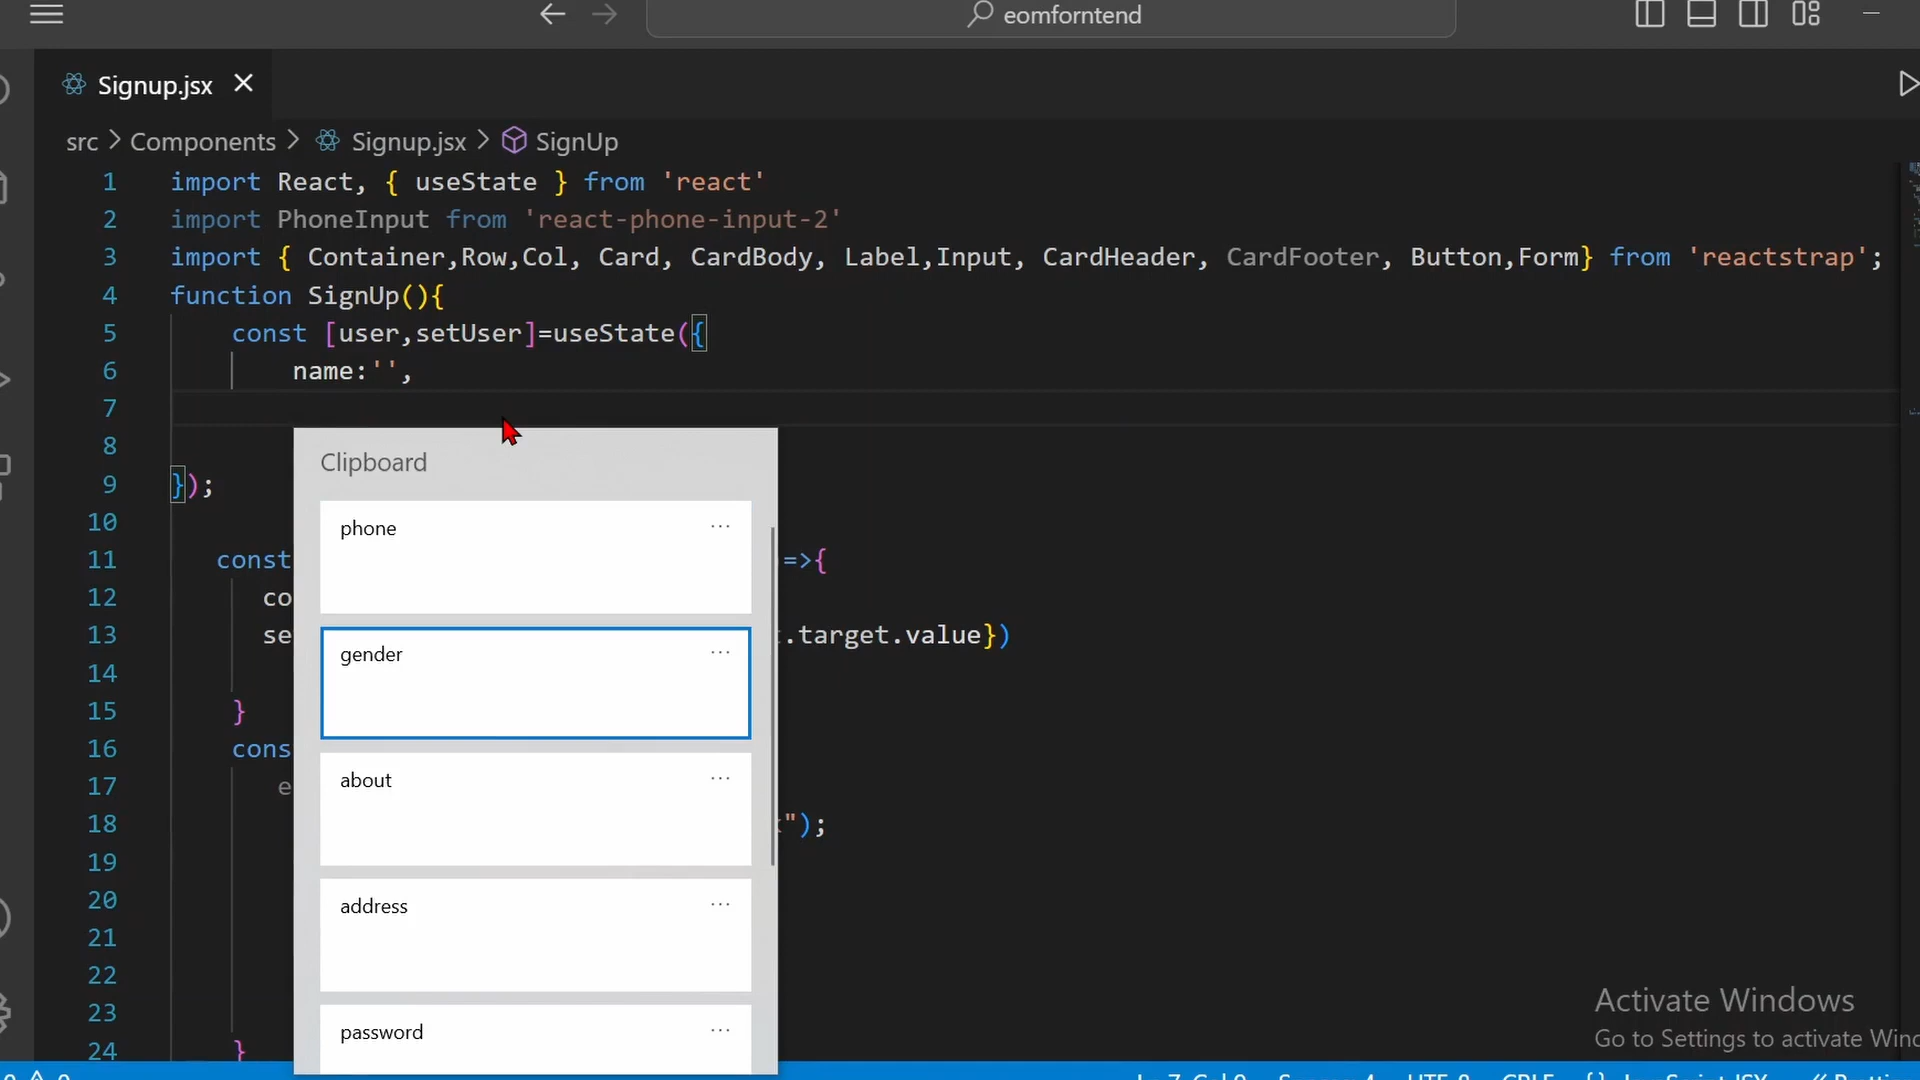 eomforntend
Signup.jsx
src > Components > Signup.jsx > SignUp
1 import React, { useState } from 'react'
2 import PhoneInput from 'react-phone-input-2'
3 import { Container,Row,Col, Card, CardBody, Label,Input, CardHeader, CardFooter, Button,Form} from 'reactstrap';
4 function SignUp(){
5 const [user,setUser]=useState({
6 name:'',
7
8
9 });
10
11 const =>{
12 co
13 se .target.value})
14
15 }
16 cons
17 e
18 ");
19
20
21
22
23
24 }
Clipboard
phone
gender
about
address
password
Activate Windows
Go to Settings to activate Win